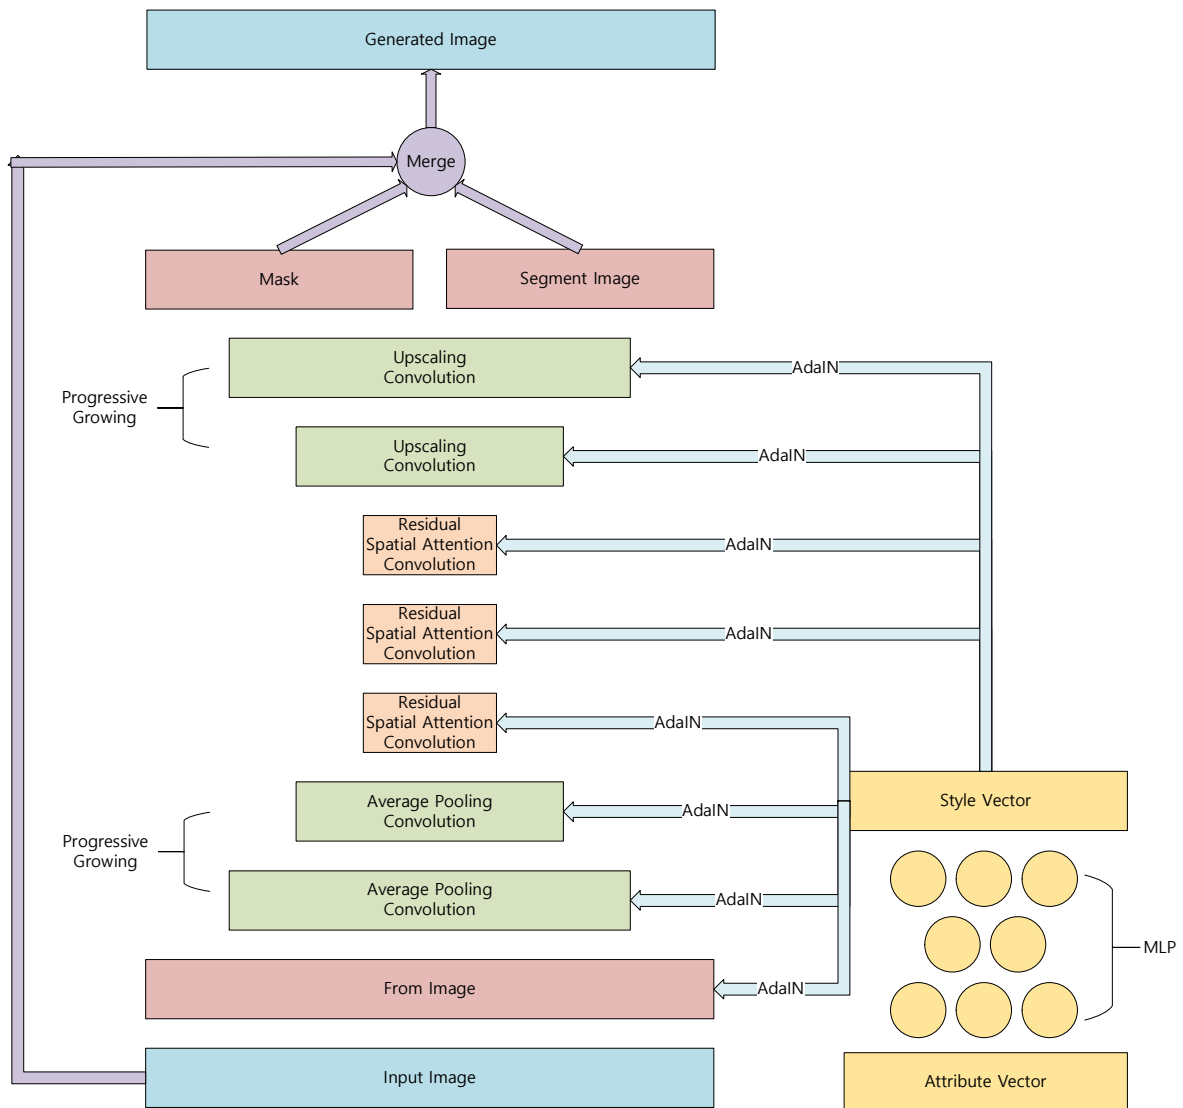 Generated Image
Merge
Mask
Segment Image
Upscaling
Convolution
AdaIN
Progressive
Growing
Upscaling
Convolution
AdaIN
Residual
Spatial Attention
Convolution
AdaIN
Residual
Spatial Attention
Convolution
AdaIN
Residual
Spatial Attention
Convolution
AdaIN
Style Vector
Average Pooling
Convolution
AdaIN
Progressive
Growing
Average Pooling
Convolution
AdaIN
MLP
From Image
AdaIN
Input Image
Attribute Vector